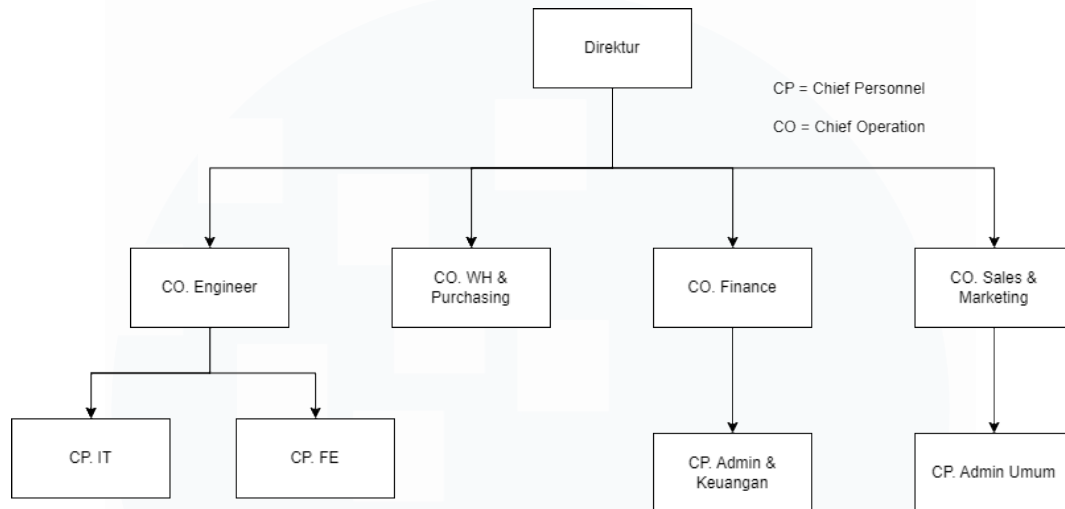 Direktur
CP = Chief Personnel
CO = Chief Operation
CO. Engineer
CO. WH &
Purchasing
CO. Finance
CO. Sales &
Marketing
CP. IT
CP. FE
CP. Admin &
Keuangan
CP. Admin Umum